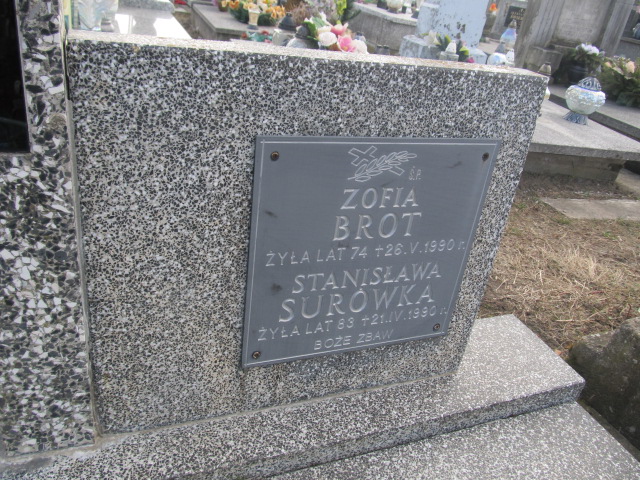 Ś.P.
ZOFIA
BROT
ŻYŁA LAT 74 +26.V.1990 r.
STANISŁAWA
SURÓWKA
ŻYŁA LAT 83 +21.IV.1990 r.
BOŻE ZBAW